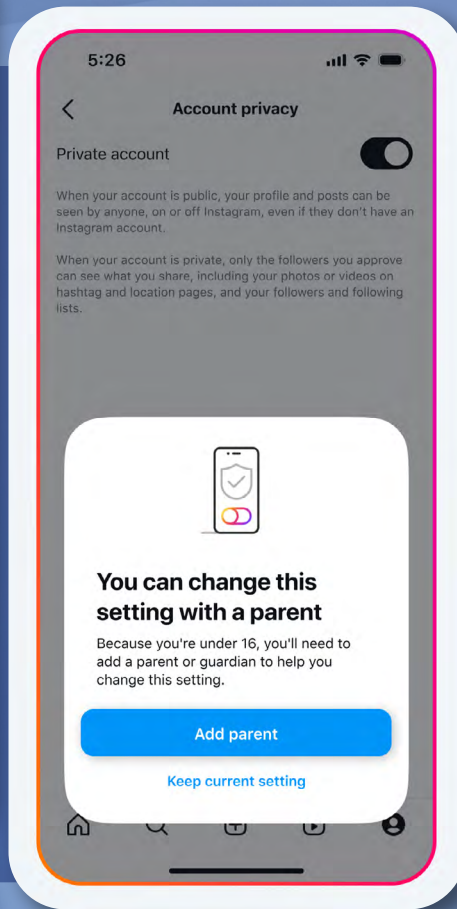 5:26
Account privacy
Private account
When your account is public, your profile and posts can be
seen by anyone, on or off Instagram, even if they don't have an
Instagram account.
When your account is private, only the followers you approve
can see what you share, including your photos or videos on
hashtag and location pages, and your followers and following
lists.
You can change this
setting with a parent
Because you're under 16, you'll need to
add a parent or guardian to help you
change this setting.
Add parent
Keep current setting